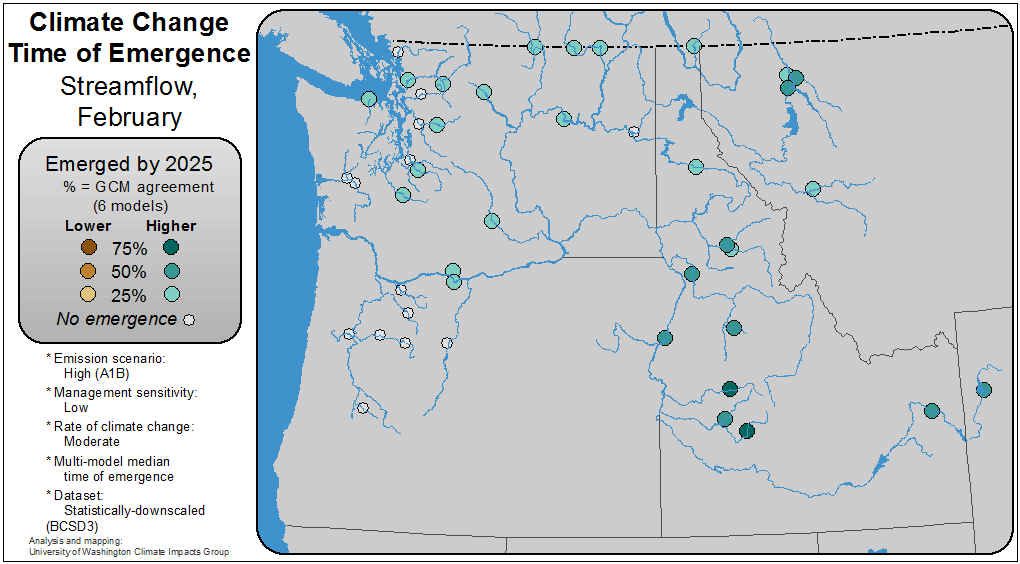 Climate Change
Time of Emergence
Streamflow,
February
Emerged by 2025
% = GCM agreement
(6 models)
Lower Higher
75%
50%
25%
No emergence
* Emission scenario:
High (A1B)
* Management sensitivity:
Low
* Rate of climate change:
Moderate
* Multi-model median
time of emergence
* Dataset:
Statistically-downscaled
(BCSD3)
Analysis and mapping:
University of Washington Climate Impacts Group